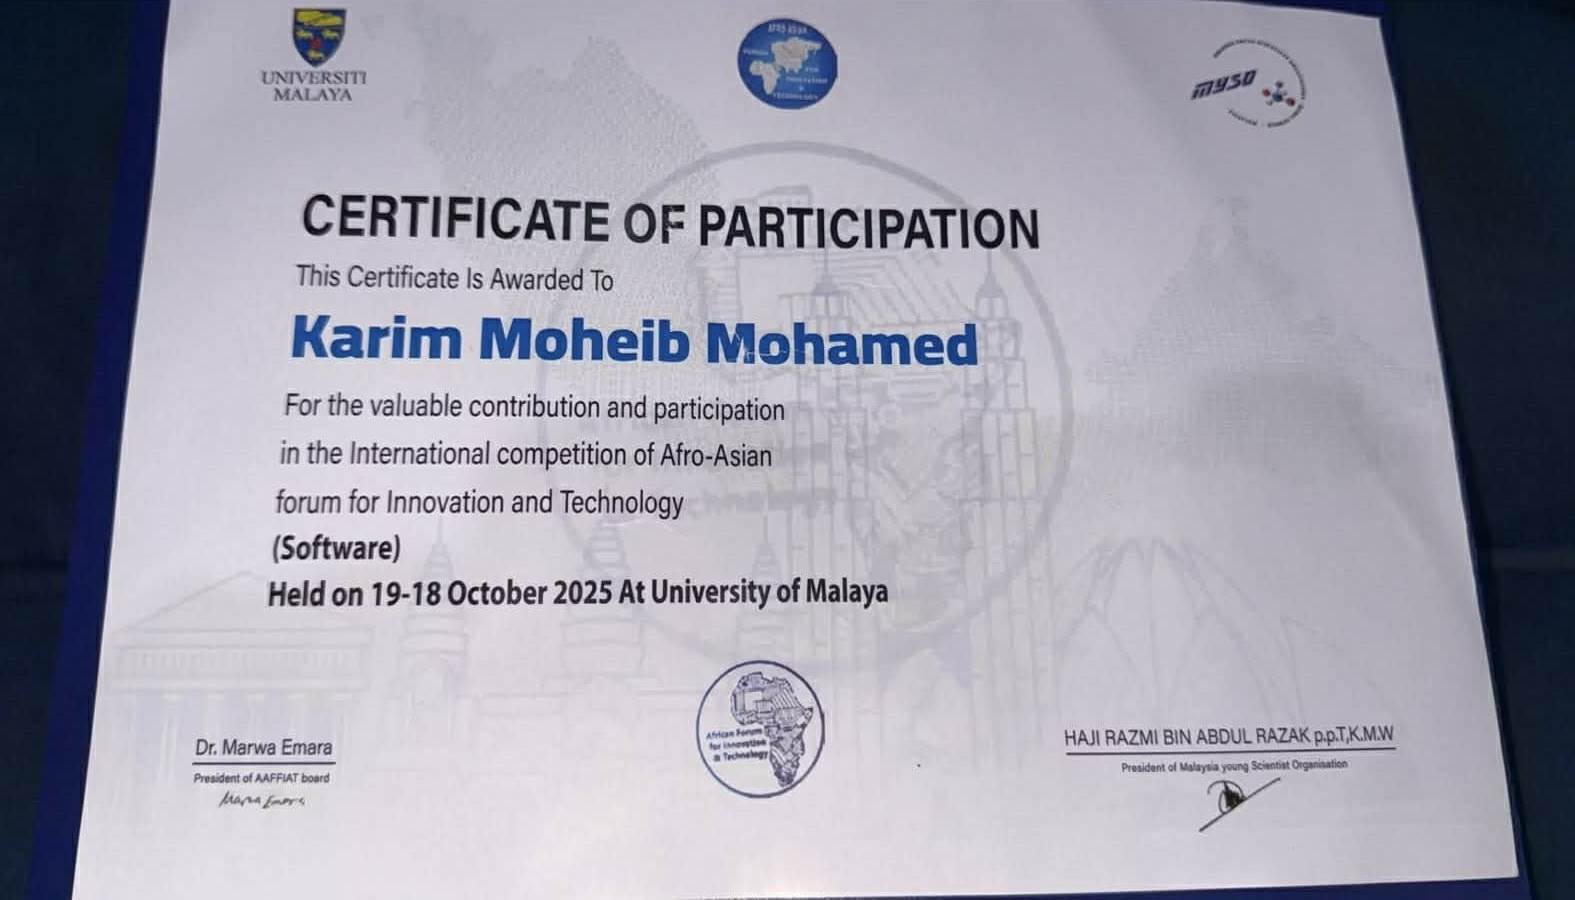 UNIVERSITI
MALAYA
MYSO
CERTIFICATE OF PARTICIPATION
This Certificate Is Awarded To
Karim Moheib Mohamed
For the valuable contribution and participation
in the International competition of Afro-Asian
forum for Innovation and Technology
(Software)
Held on 19-18 October 2025 At University of Malaya
Dr. Marwa Emara
President of AAFFIAT board
Marwa Emara
African Forum
for Innovation
& Technology
HAJI RAZMI BIN ABDUL RAZAK p.p.T,K.M.W
President of Malaysia young Scientist Organisation